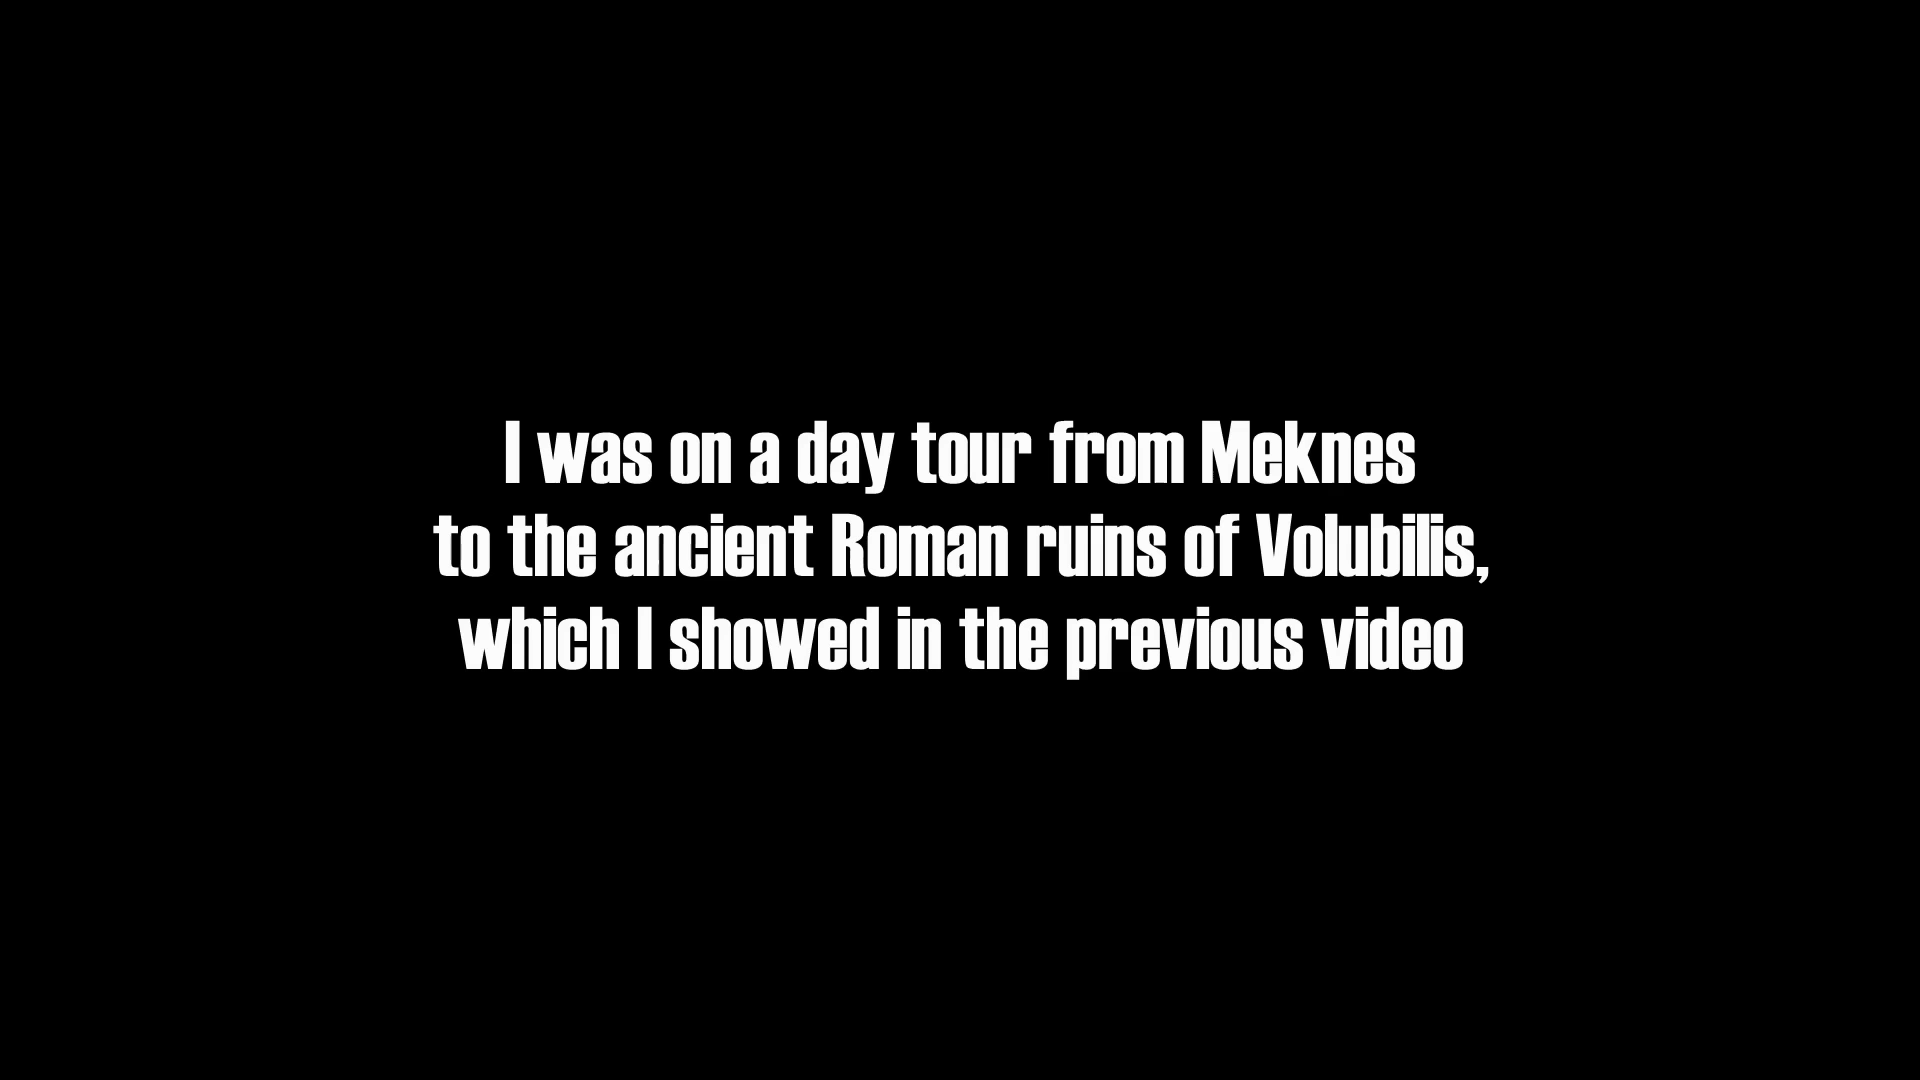 I was on a day tour from Meknes
to the ancient Roman ruins of Volubilis,
which I showed in the previous video